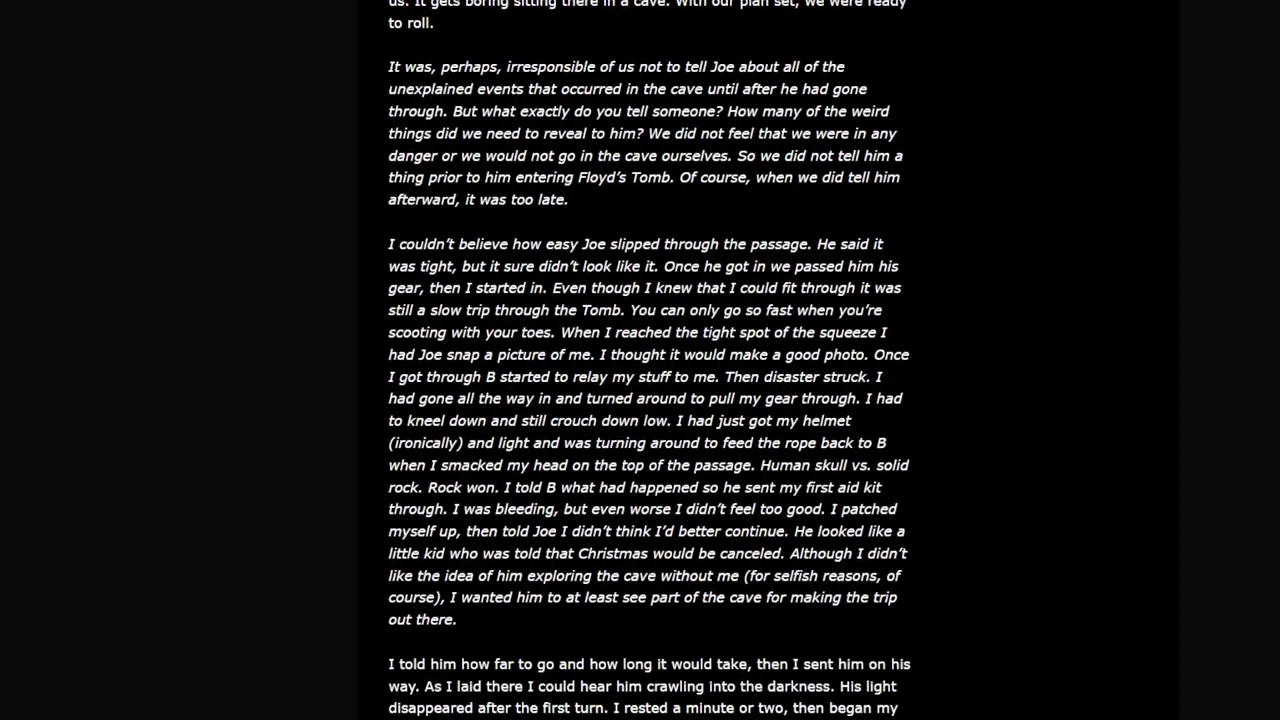 us. It gets boring sitting there in a cave. With our plan set, we were ready
to roll.
It was, perhaps, irresponsible of us not to tell Joe about all of the
unexplained events that occurred in the cave until after he had gone
through. But what exactly do you tell someone? How many of the weird
things did we need to reveal to him? We did not feel that we were in any
danger or we would not go in the cave ourselves. So we did not tell him a
thing prior to him entering Floyd’s Tomb. Of course, when we did tell him
afterward, it was too late.
I couldn’t believe how easy Joe slipped through the passage. He said it
was tight, but it sure didn’t look like it. Once he got in we passed him his
gear, then I started in. Even though I knew that I could fit through it was
still a slow trip through the Tomb. You can only go so fast when you’re
scooting with your toes. When I reached the tight spot of the squeeze I
had Joe snap a picture of me. I thought it would make a good photo. Once
I got through B started to relay my stuff to me. Then disaster struck. I
had gone all the way in and turned around to pull my gear through. I had
to kneel down and still crouch down low. I had just got my helmet
(ironically) and light and was turning around to feed the rope back to B
when I smacked my head on the top of the passage. Human skull vs. solid
rock. Rock won. I told B what had happened so he sent my first aid kit
through. I was bleeding, but even worse I didn’t feel too good. I patched
myself up, then told Joe I didn’t think I’d better continue. He looked like a
little kid who was told that Christmas would be canceled. Although I didn’t
like the idea of him exploring the cave without me (for selfish reasons, of
course), I wanted him to at least see part of the cave for making the trip
out there.
I told him how far to go and how long it would take, then I sent him on his
way. As I laid there I could hear him crawling into the darkness. His light
disappeared after the first turn. I rested a minute or two, then began my